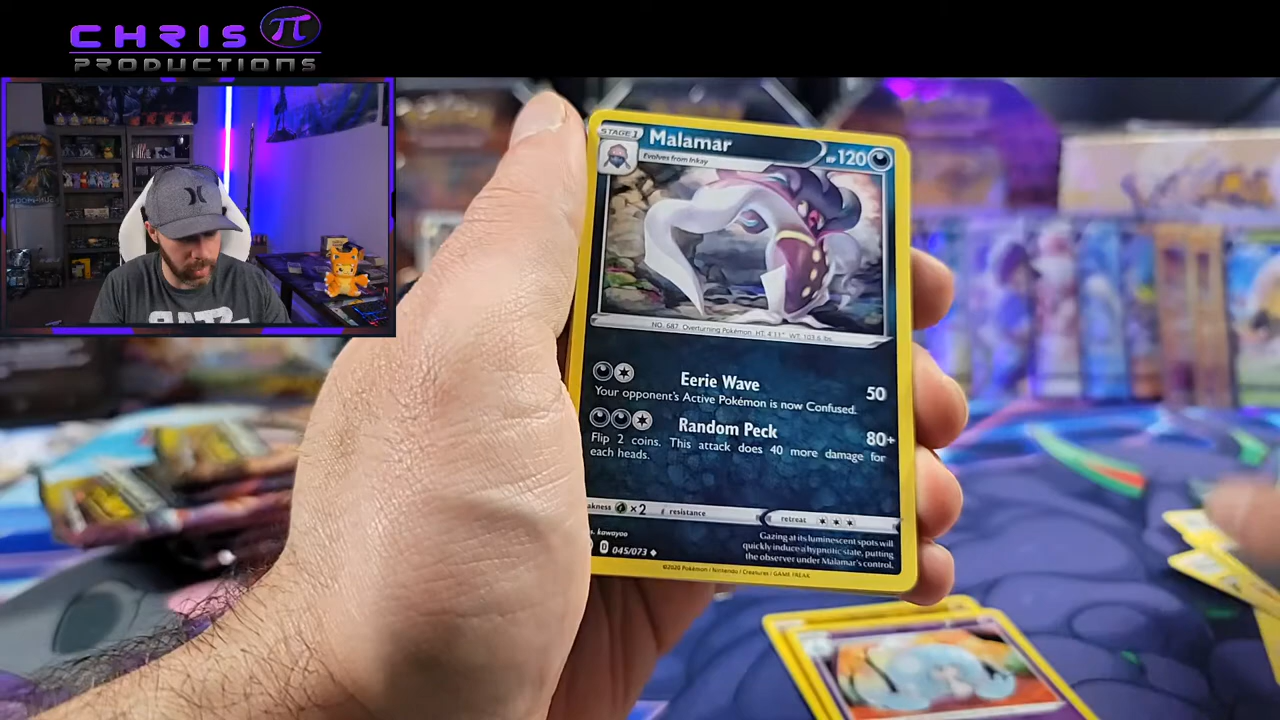 CHRIS π
PRODUCTIONS
STAGE 1
Malamar
HP 120
Evolves from Inkay
NO. 687. Overturning Pokémon. HT: 4'11" WT: 103.6 lbs.
Eerie Wave 50
Your opponent's Active Pokémon is now Confused.
Random Peck 80+
Flip 2 coins. This attack does 40 more damage for
each heads.
akness ×2 resistance retreat
s. kawayoo
045/073
Gazing at its luminescent spots will
quickly induce a hypnotic state, putting
the observer under Malamar's control.
©2020 Pokémon / Nintendo / Creatures / GAME FREAK